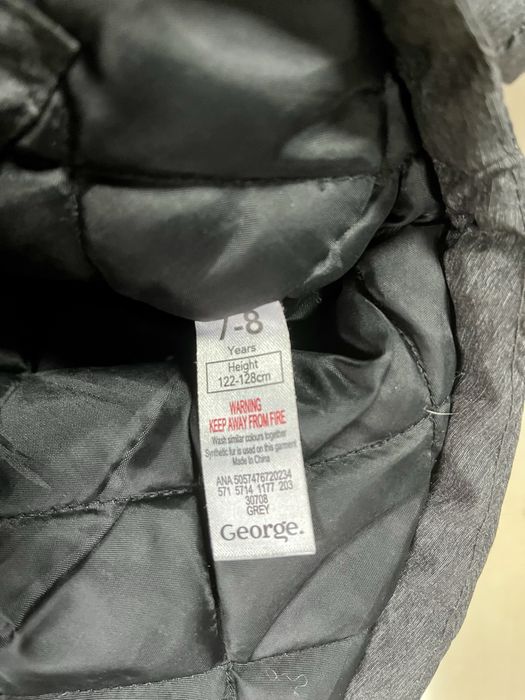 7-8
Years
Height
122-128cm
WARNING
KEEP AWAY FROM FIRE
Wash similar colours together
Synthetic fur is used on this garment
Made in China
ANA 5057476720234
571 5714 1177 203
30708
GREY
George.